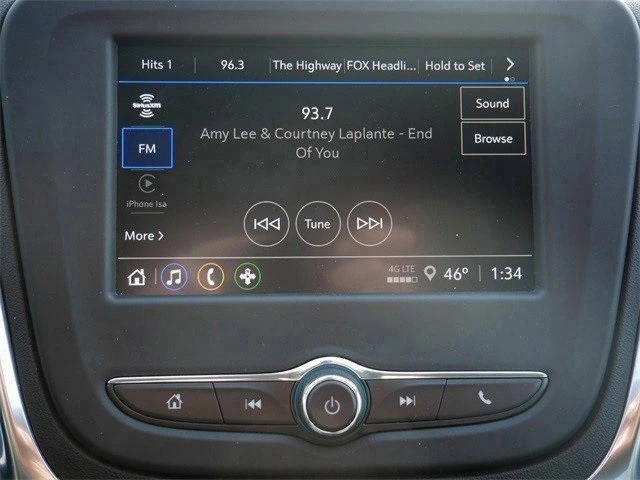 Hits 1 96.3 The Highway FOX Headli... Hold to Set
SiriusXM
93.7
Sound
Amy Lee & Courtney Laplante - End
Of You
FM
Browse
iPhone Isa
Tune
More
4G LTE
46° 1:34